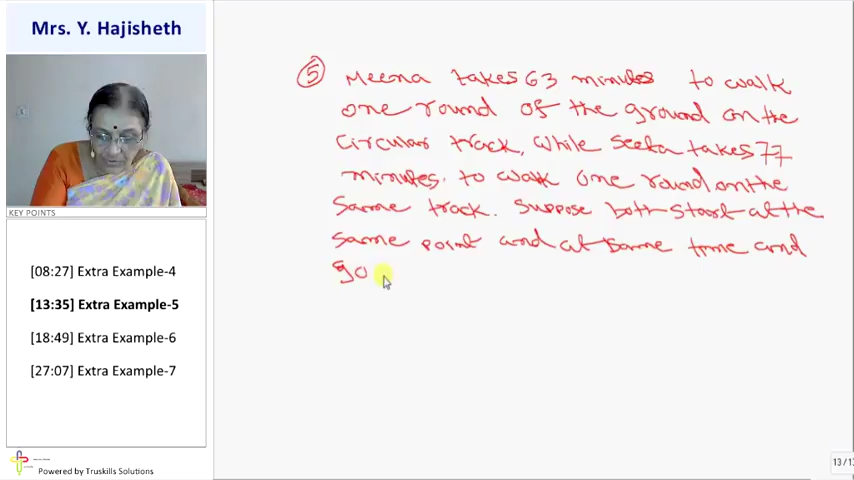 Mrs. Y. Hajisheth
KEY POINTS
[08:27] Extra Example-4
[13:35] Extra Example-5
[18:49] Extra Example-6
[27:07] Extra Example-7
Powered by Truskills Solutions
5 Meena takes 63 minutes to walk
one round of the ground on the
circular track, while Seeta takes 77
minutes. to walk one round on the
same track. Suppose both start at the
same point and at same time and
go
13/1